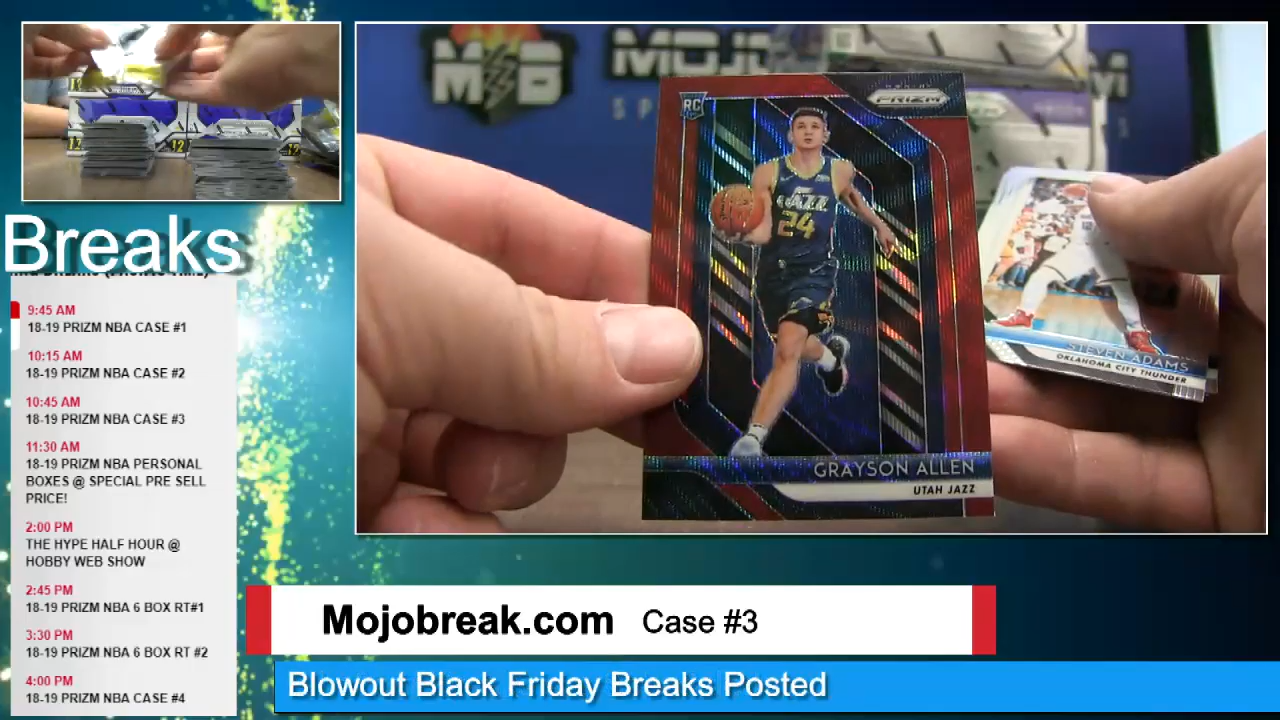 Breaks
9:45 AM
18-19 PRIZM NBA CASE #1
10:15 AM
18-19 PRIZM NBA CASE #2
10:45 AM
18-19 PRIZM NBA CASE #3
11:30 AM
18-19 PRIZM NBA PERSONAL
BOXES @ SPECIAL PRE SELL
PRICE!
2:00 PM
THE HYPE HALF HOUR @
HOBBY WEB SHOW
2:45 PM
18-19 PRIZM NBA 6 BOX RT#1
3:30 PM
18-19 PRIZM NBA 6 BOX RT #2
4:00 PM
18-19 PRIZM NBA CASE #4
MB MOJO
RC
PRIZM
JAZZ
24
GRAYSON ALLEN
UTAH JAZZ
STEVEN ADAMS
OKLAHOMA CITY THUNDER
Mojobreak.com Case #3
Blowout Black Friday Breaks Posted